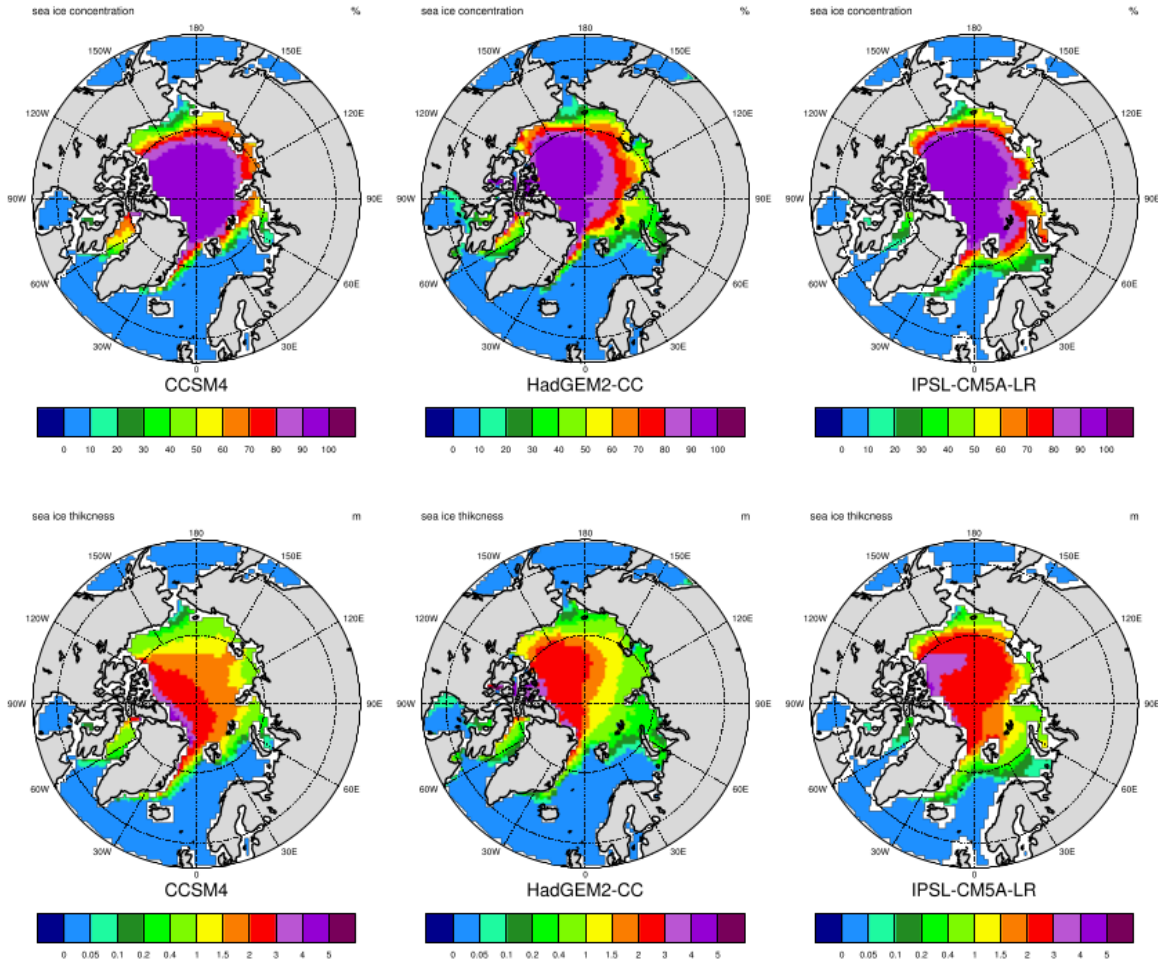 sea ice concentration %
180
150W 150E
120W 120E
90W 90E
60W 60E
30W 30E
0
CCSM4
0 10 20 30 40 50 60 70 80 90 100
sea ice concentration %
180
150W 150E
120W 120E
90W 90E
60W 60E
30W 30E
0
HadGEM2-CC
0 10 20 30 40 50 60 70 80 90 100
sea ice concentration %
180
150W 150E
120W 120E
90W 90E
60W 60E
30W 30E
0
IPSL-CM5A-LR
0 10 20 30 40 50 60 70 80 90 100
sea ice thikcness m
180
150W 150E
120W 120E
90W 90E
60W 60E
30W 30E
0
CCSM4
0 0.05 0.1 0.2 0.4 1 1.5 2 3 4 5
sea ice thikcness m
180
150W 150E
120W 120E
90W 90E
60W 60E
30W 30E
0
HadGEM2-CC
0 0.05 0.1 0.2 0.4 1 1.5 2 3 4 5
sea ice thikcness m
180
150W 150E
120W 120E
90W 90E
60W 60E
30W 30E
0
IPSL-CM5A-LR
0 0.05 0.1 0.2 0.4 1 1.5 2 3 4 5